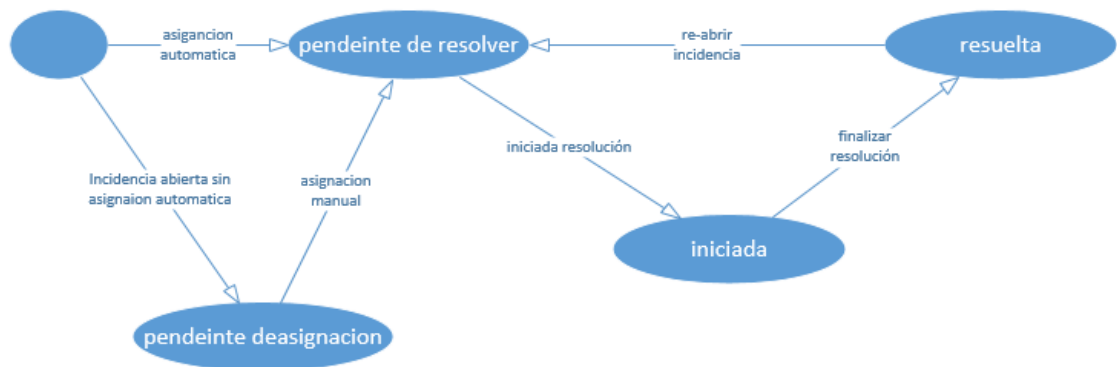 asigancion
automatica
pendeinte de resolver
re-abrir
incidencia
resuelta
iniciada resolución
finalizar
resolución
Incidencia abierta sin
asignaion automatica
asignacion
manual
iniciada
pendeinte deasignacion